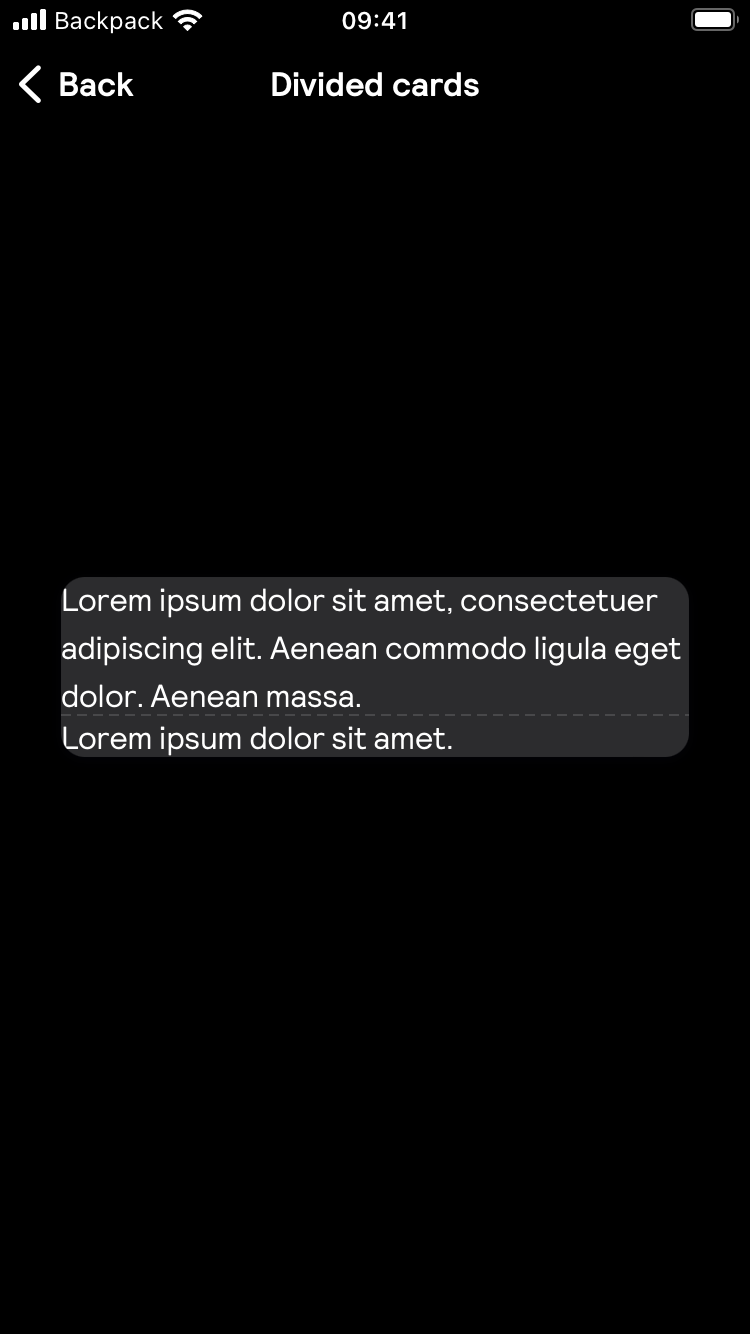 Backpack 09:41
Back Divided cards
Lorem ipsum dolor sit amet, consectetuer
adipiscing elit. Aenean commodo ligula eget
dolor. Aenean massa.
Lorem ipsum dolor sit amet.